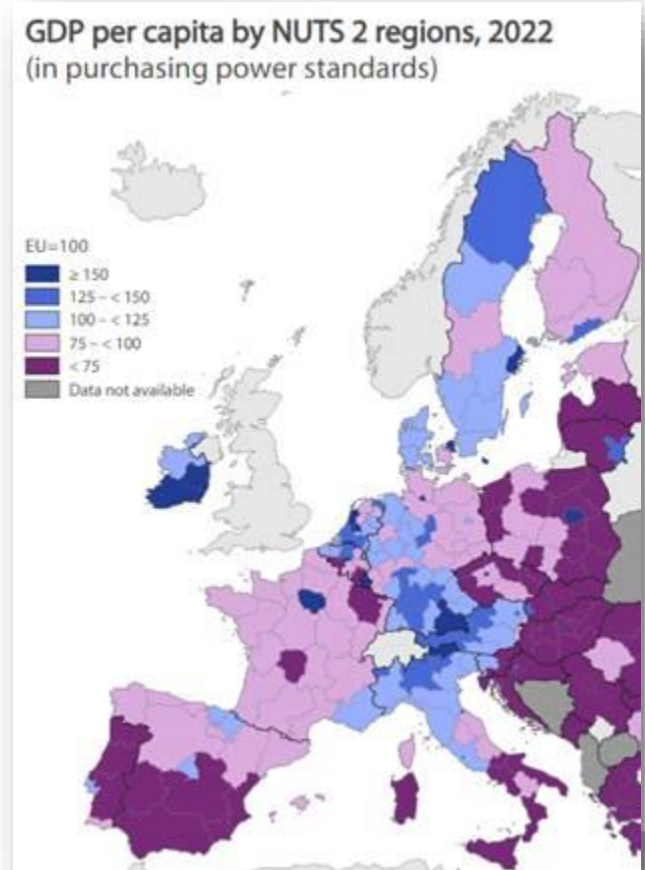 GDP per capita by NUTS 2 regions, 2022
(in purchasing power standards)
EU=100
≥ 150
125 – < 150
100 – < 125
75 – < 100
< 75
Data not available